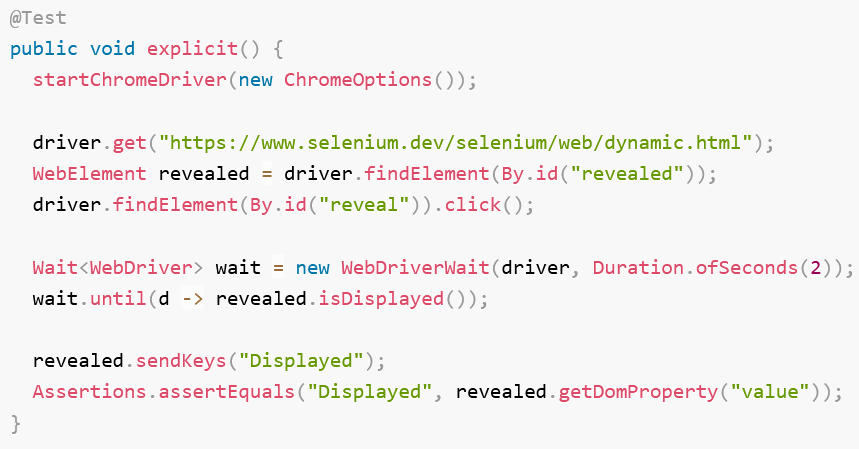 @Test
public void explicit() {
  startChromeDriver(new ChromeOptions());
  driver.get("https://www.selenium.dev/selenium/web/dynamic.html");
  WebElement revealed = driver.findElement(By.id("revealed"));
  driver.findElement(By.id("reveal")).click();
  Wait<WebDriver> wait = new WebDriverWait(driver, Duration.ofSeconds(2));
  wait.until(d -> revealed.isDisplayed());
  revealed.sendKeys("Displayed");
  Assertions.assertEquals("Displayed", revealed.getDomProperty("value"));
}